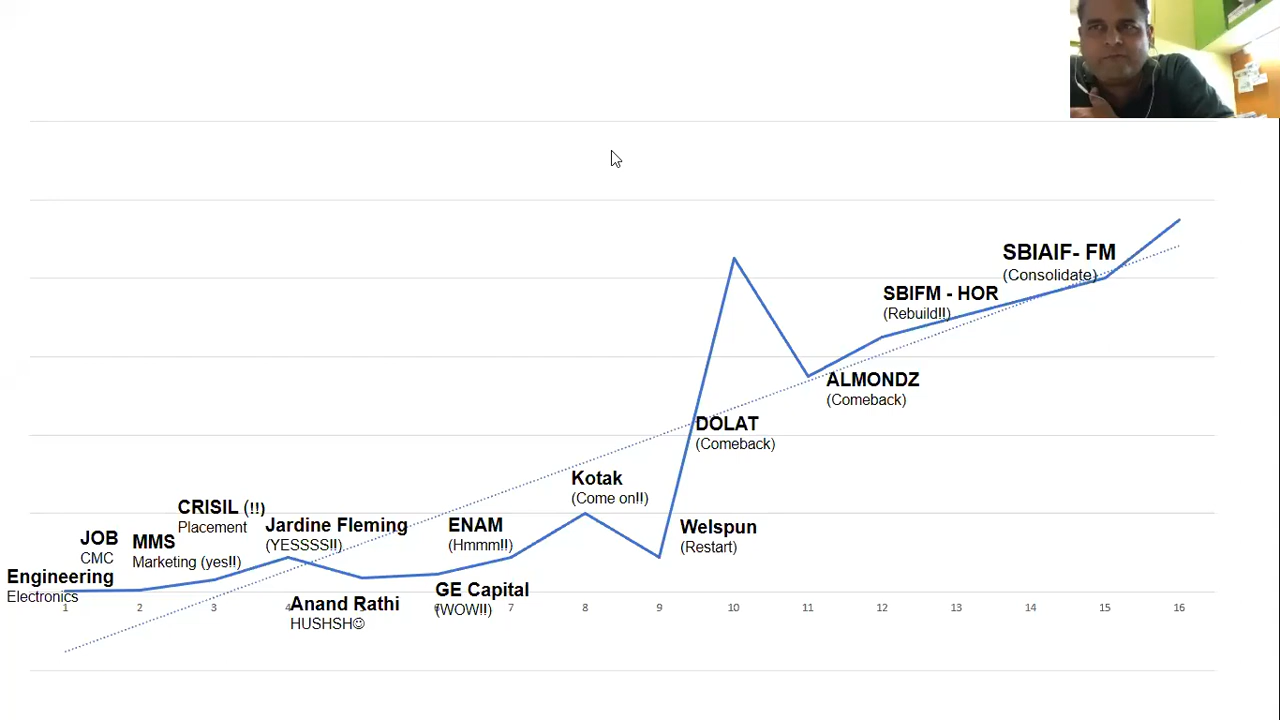 SBIAIF- FM
(Consolidate)
SBIFM - HOR
(Rebuild!!)
ALMONDZ
(Comeback)
DOLAT
(Comeback)
Kotak
(Come on!!)
Welspun
(Restart)
CRISIL (!!)
Placement
Jardine Fleming
(YESSSS!!)
ENAM
(Hmmm!!)
JOB
CMC
MMS
Marketing (yes!!)
Engineering
Electronics
GE Capital
(WOW!!)
Anand Rathi
HUSHSH☺
1 2 3 4 6 7 8 9 10 11 12 13 14 15 16